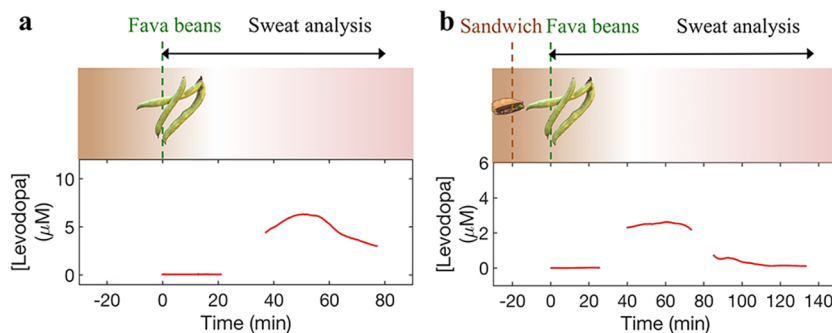 a
Fava beans
Sweat analysis
[Levodopa]
(μM)
10
5
0
-20 0 20 40 60 80
Time (min)
b
Sandwich Fava beans
Sweat analysis
[Levodopa]
(μM)
6
4
2
0
-20 0 20 40 60 80 100 120 140
Time (min)